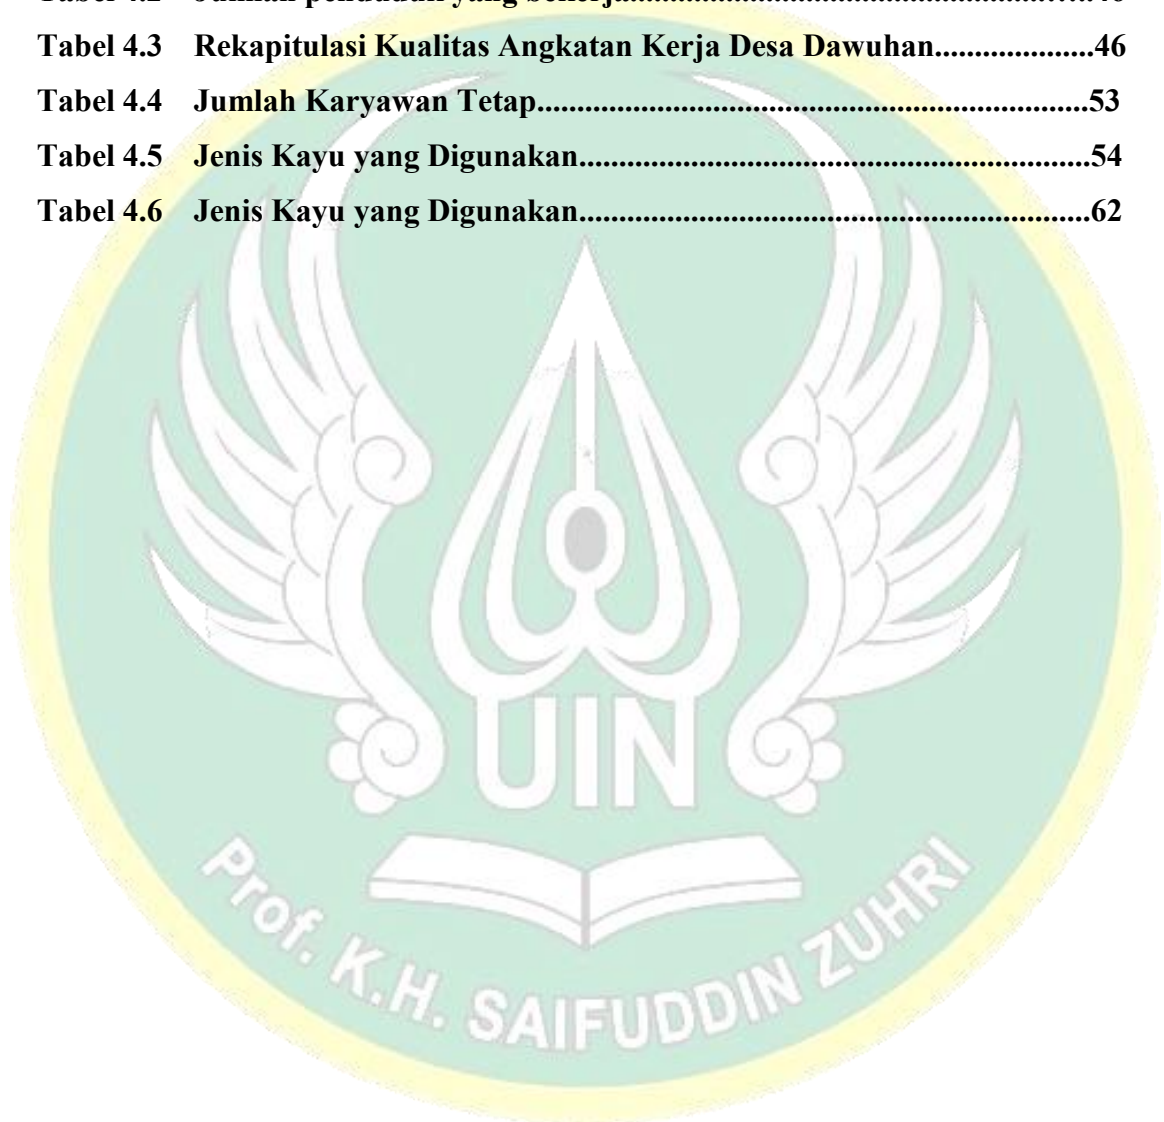 Tabel 4.3 Rekapitulasi Kualitas Angkatan Kerja Desa Dawuhan....................46
Tabel 4.4 Jumlah Karyawan Tetap......................................................................53
Tabel 4.5 Jenis Kayu yang Digunakan................................................................54
Tabel 4.6 Jenis Kayu yang Digunakan................................................................62
UIN
Prof. K.H. SAIFUDDIN ZUHRI